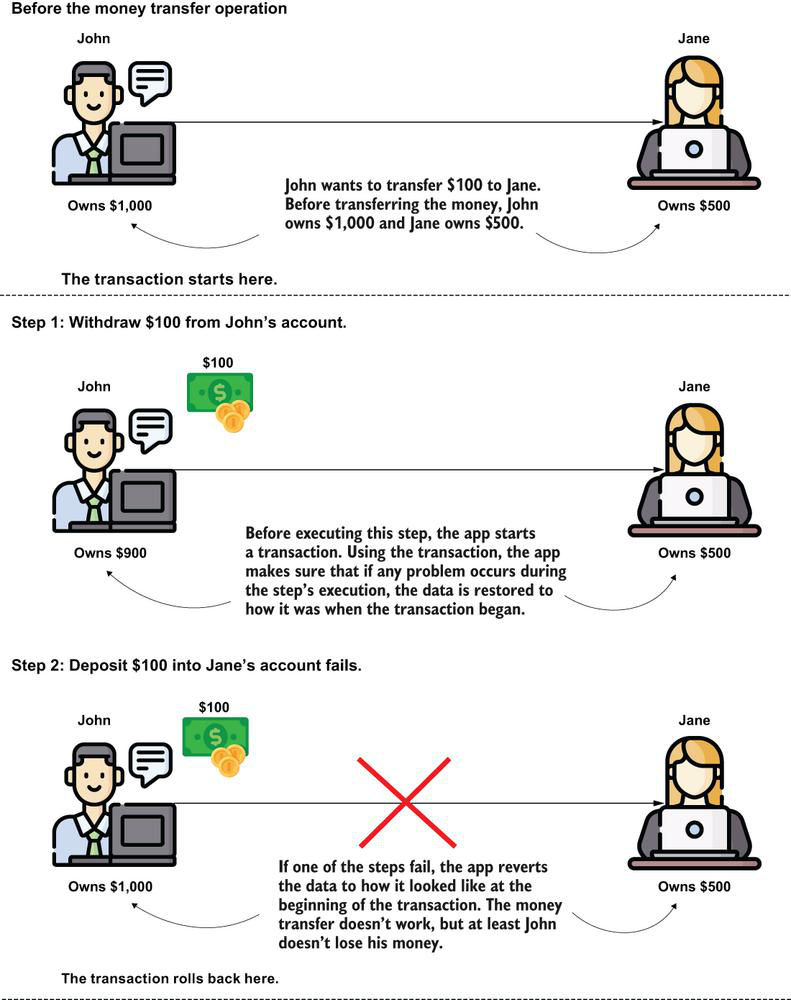 Before the money transfer operation
John
Jane
John wants to transfer $100 to Jane.
Before transferring the money, John
owns $1,000 and Jane owns $500.
Owns $1,000
Owns $500
The transaction starts here.
Step 1: Withdraw $100 from John's account.
$100
John
Jane
Before executing this step, the app starts
a transaction. Using the transaction, the app
makes sure that if any problem occurs during
the step's execution, the data is restored to
how it was when the transaction began.
Owns $900
Owns $500
Step 2: Deposit $100 into Jane's account fails.
$100
John
Jane
If one of the steps fail, the app reverts
the data to how it looked like at the
beginning of the transaction. The money
transfer doesn't work, but at least John
doesn't lose his money.
Owns $1,000
Owns $500
The transaction rolls back here.